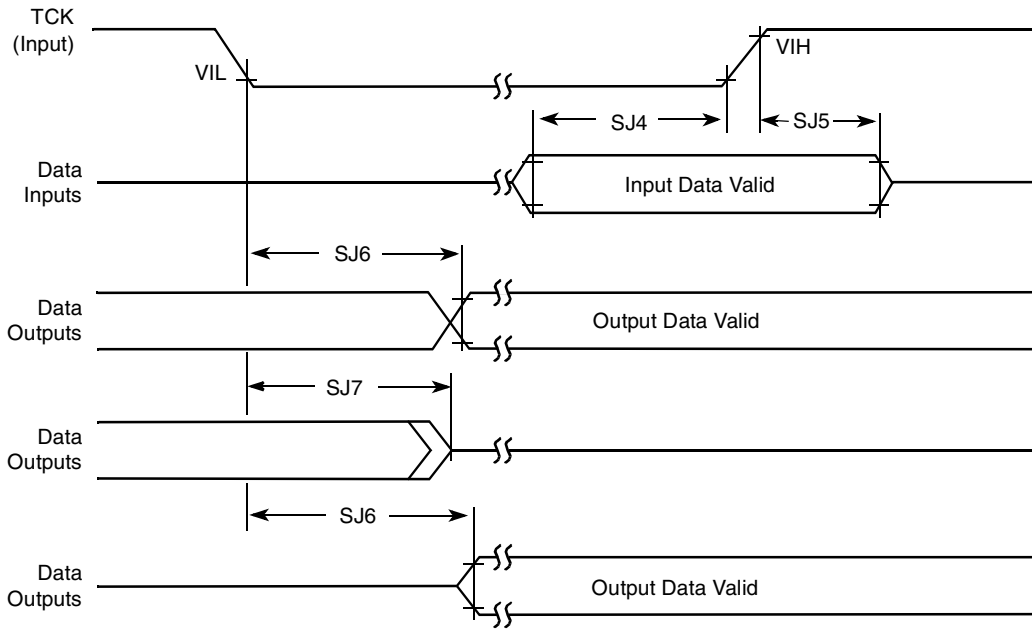 TCK
(Input)
VIL
VIH
SJ4
SJ5
Data
Inputs
Input Data Valid
SJ6
Data
Outputs
Output Data Valid
SJ7
Data
Outputs
SJ6
Data
Outputs
Output Data Valid